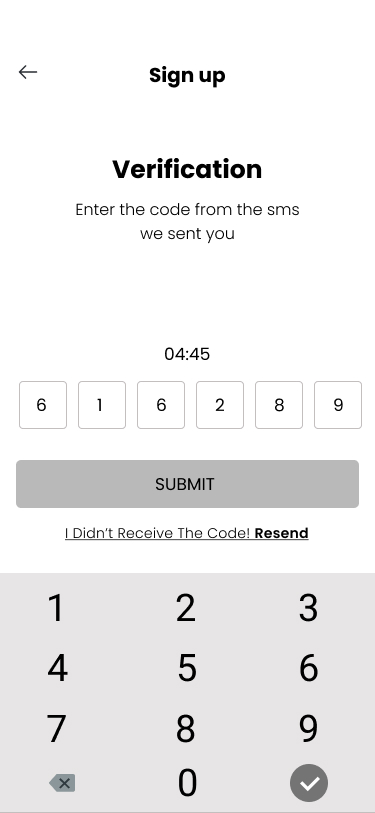 Sign up
Verification
Enter the code from the sms
we sent you
04:45
6 1 6 2 8 9
SUBMIT
I Didn't Receive The Code! Resend
1 2 3
4 5 6
7 8 9
0